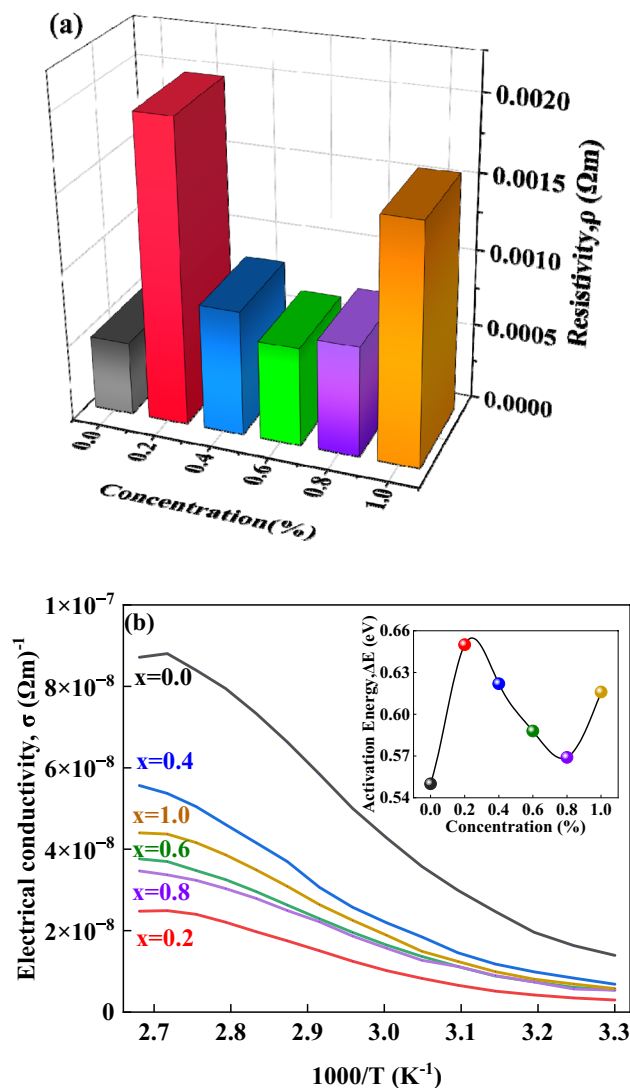 (a)
0.0020
0.0015
0.0010
0.0005
0.0000
Resistivity,ρ (Ωm)
0.0
0.2
0.4
0.6
0.8
1.0
Concentration(%)
(b)
1×10⁻⁷
8×10⁻⁸
6×10⁻⁸
4×10⁻⁸
2×10⁻⁸
0
Electrical conductivity, σ (Ωm)⁻¹
x=0.0
x=0.4
x=1.0
x=0.6
x=0.8
x=0.2
2.7 2.8 2.9 3.0 3.1 3.2 3.3
1000/T (K⁻¹)
0.66
0.63
0.60
0.57
0.54
Activation Energy,ΔE (eV)
0.0 0.2 0.4 0.6 0.8 1.0
Concentration (%)